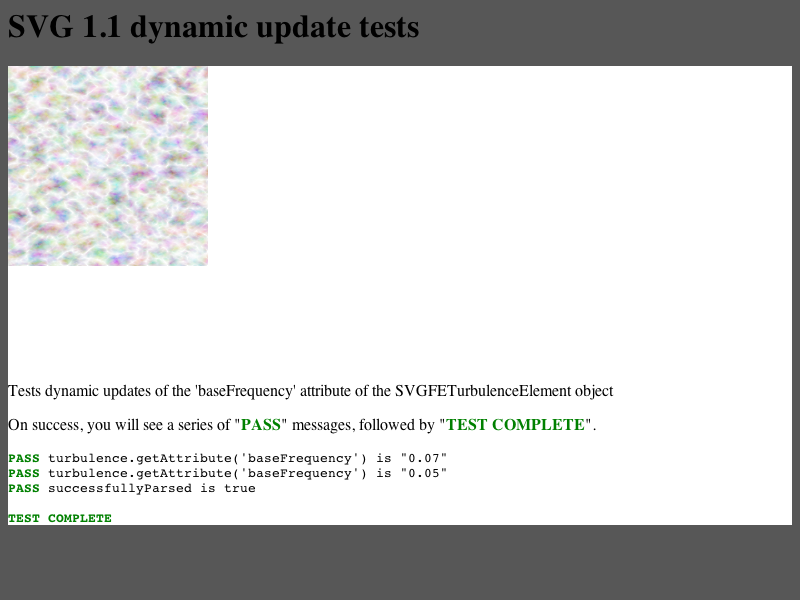 SVG 1.1 dynamic update tests
Tests dynamic updates of the 'baseFrequency' attribute of the SVGFETurbulenceElement object
On success, you will see a series of "PASS" messages, followed by "TEST COMPLETE".
PASS turbulence.getAttribute('baseFrequency') is "0.07"
PASS turbulence.getAttribute('baseFrequency') is "0.05"
PASS successfullyParsed is true
TEST COMPLETE